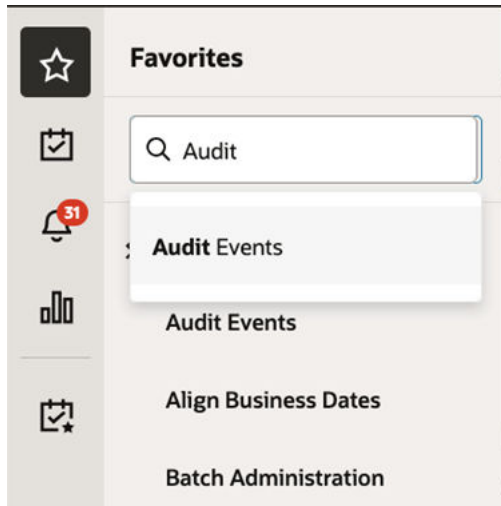 Favorites
Audit
31
Audit Events
Audit Events
Align Business Dates
Batch Administration